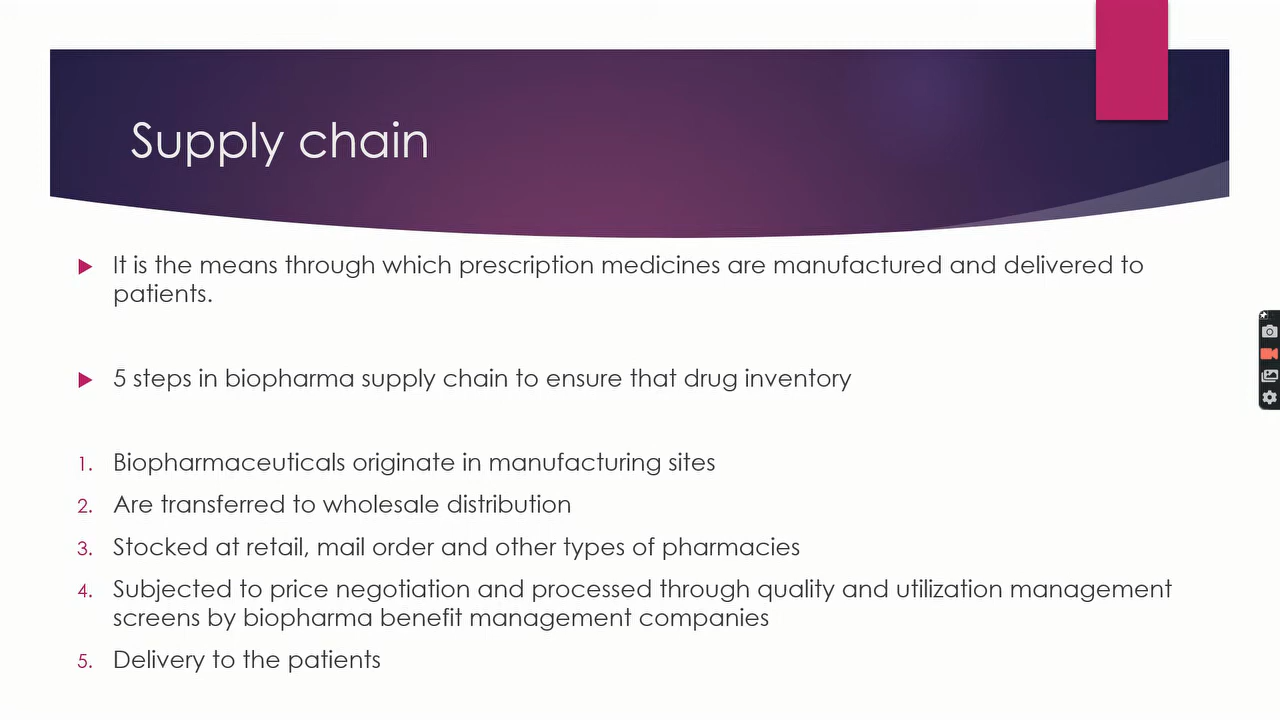 Supply chain
It is the means through which prescription medicines are manufactured and delivered to
patients.
5 steps in biopharma supply chain to ensure that drug inventory
1. Biopharmaceuticals originate in manufacturing sites
2. Are transferred to wholesale distribution
3. Stocked at retail, mail order and other types of pharmacies
4. Subjected to price negotiation and processed through quality and utilization management
screens by biopharma benefit management companies
5. Delivery to the patients